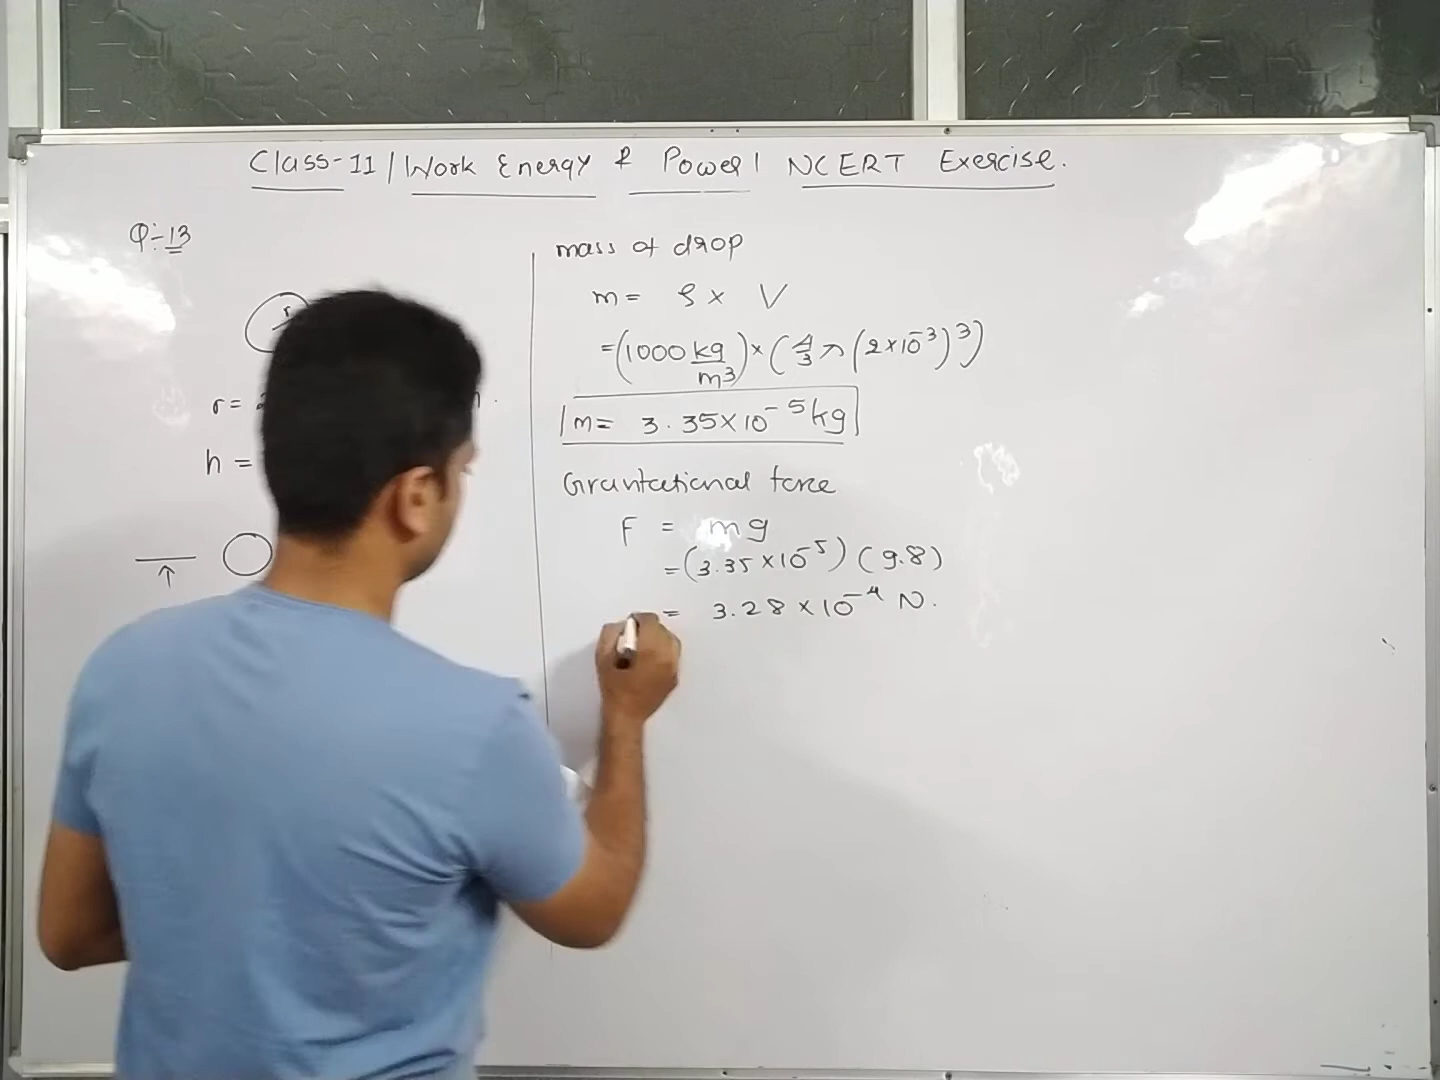 Class-11 / Work Energy & Power | NCERT Exercise.
Q÷13
r
r =
h =
mass of drop
m = ρ × V
= (1000 kg/m³) × (4/3 π (2×10⁻³)³)
m = 3.35×10⁻⁵ kg
Gravitational force
F = mg
= (3.35×10⁻⁵) (9.8)
= 3.28 × 10⁻⁴ N.